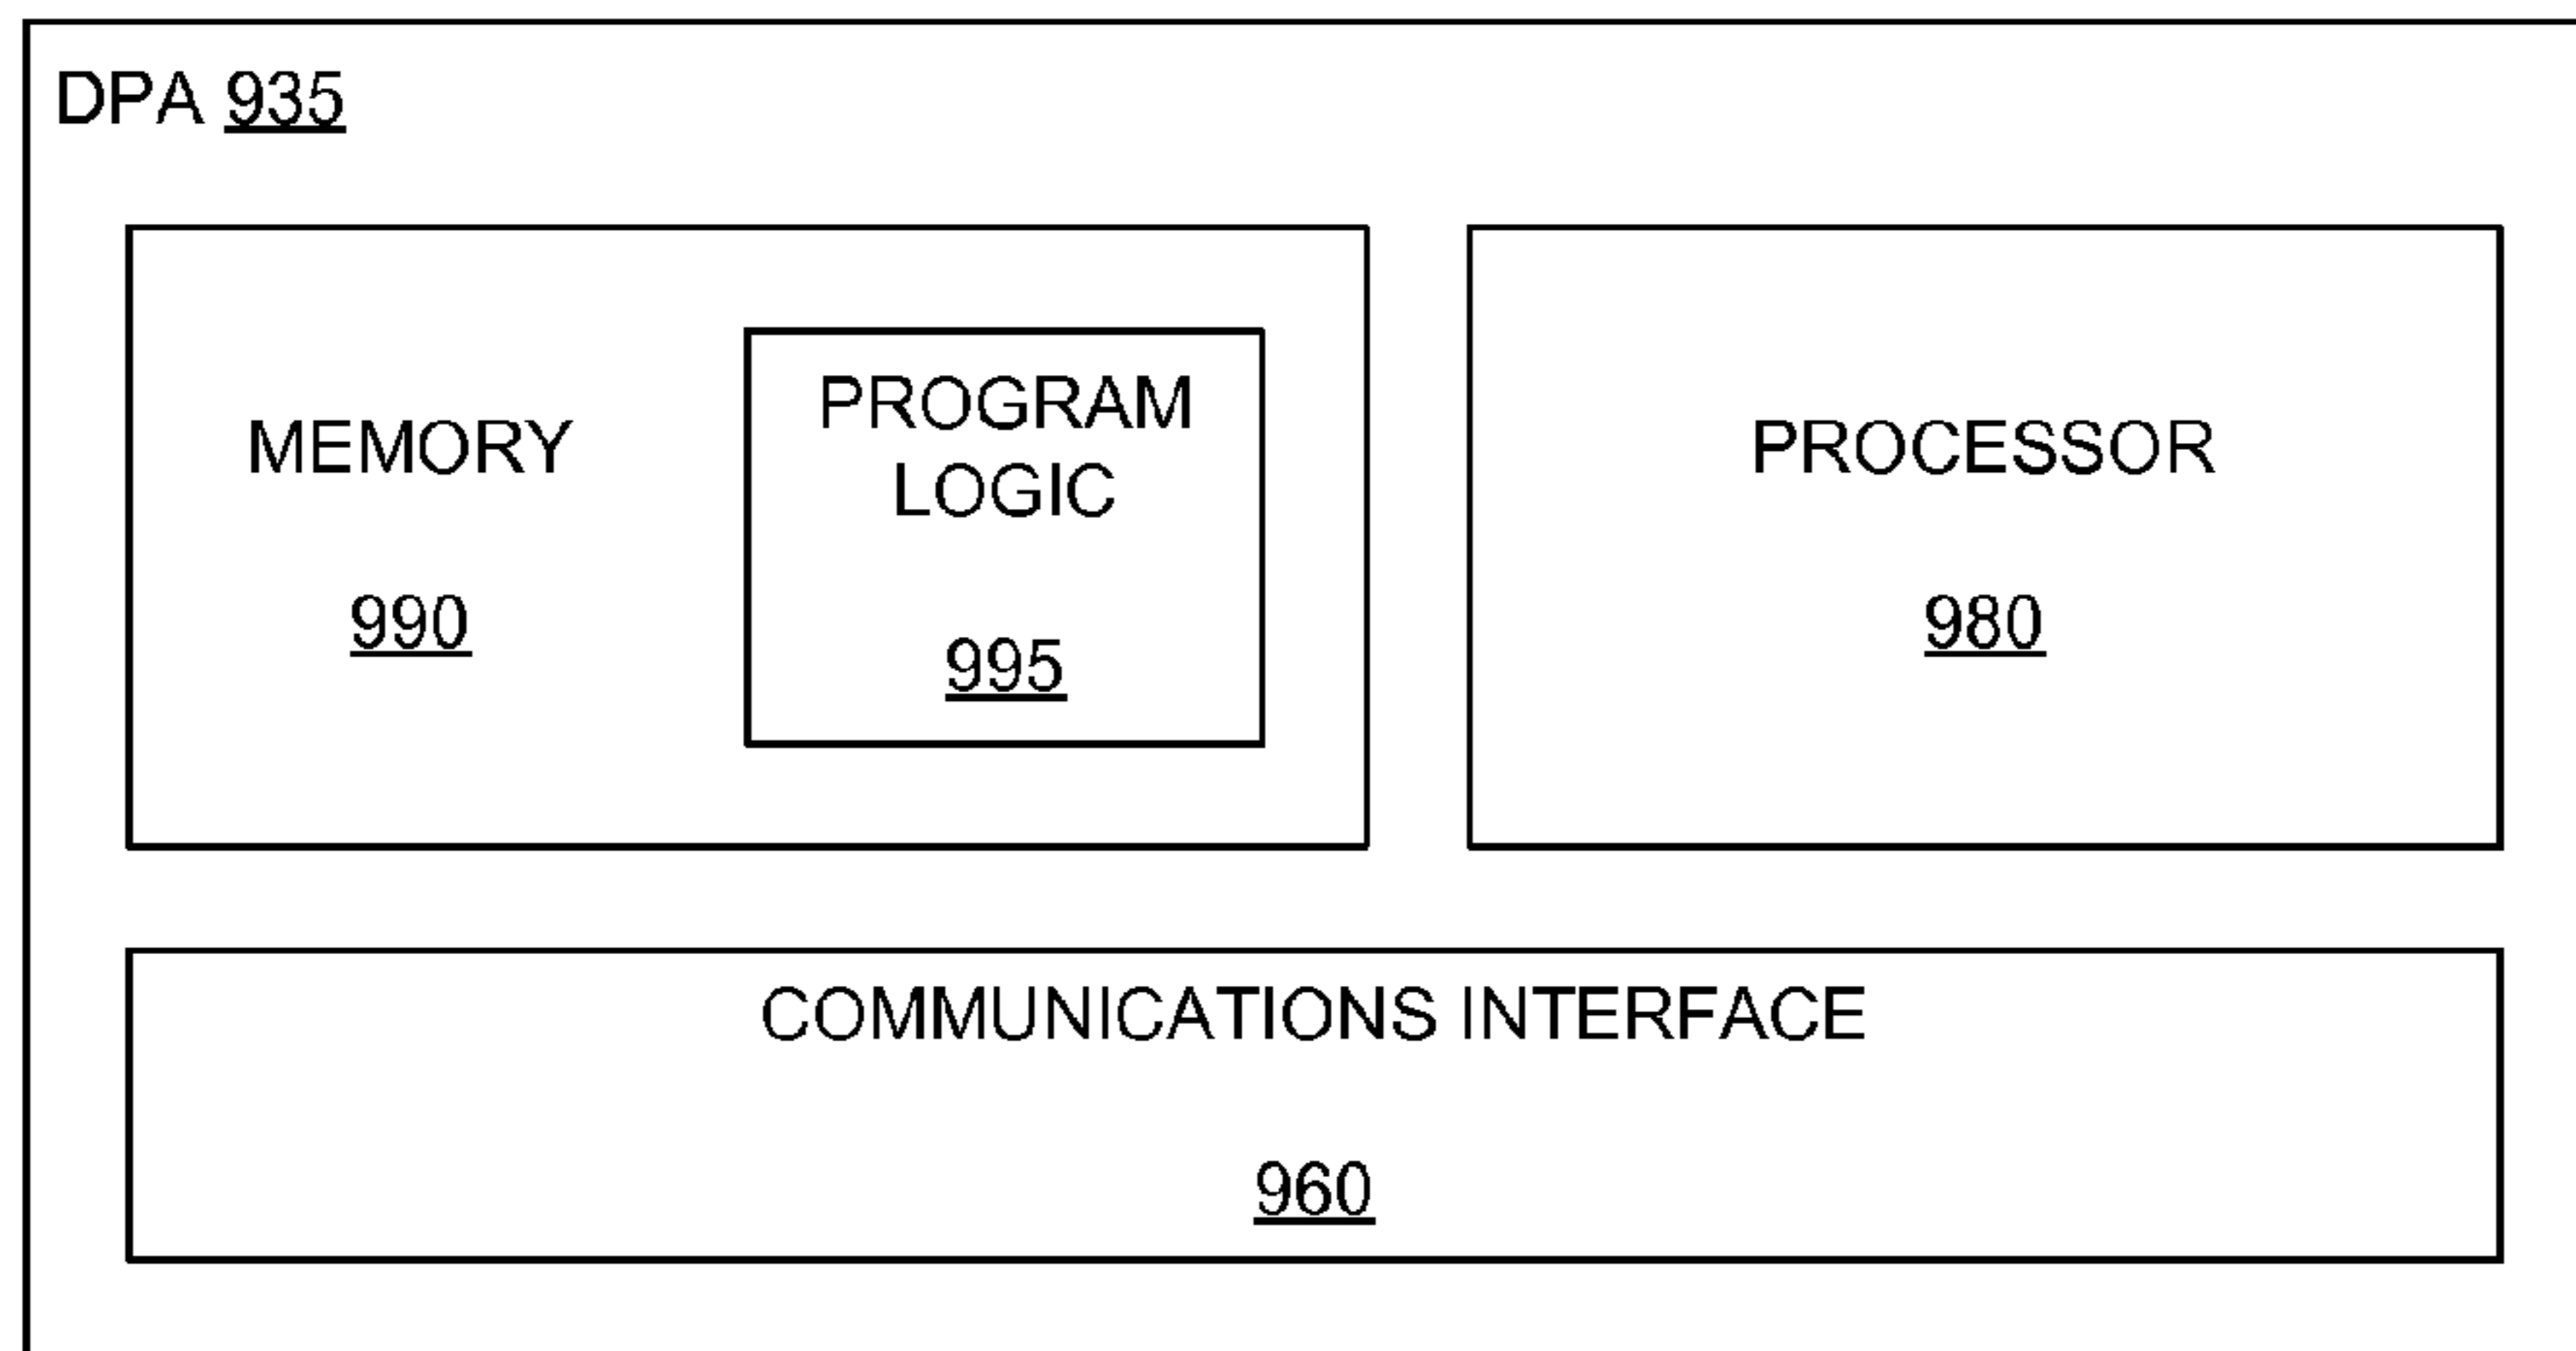 DPA 935
MEMORY
990
PROGRAM
LOGIC
995
PROCESSOR
980
COMMUNICATIONS INTERFACE
960